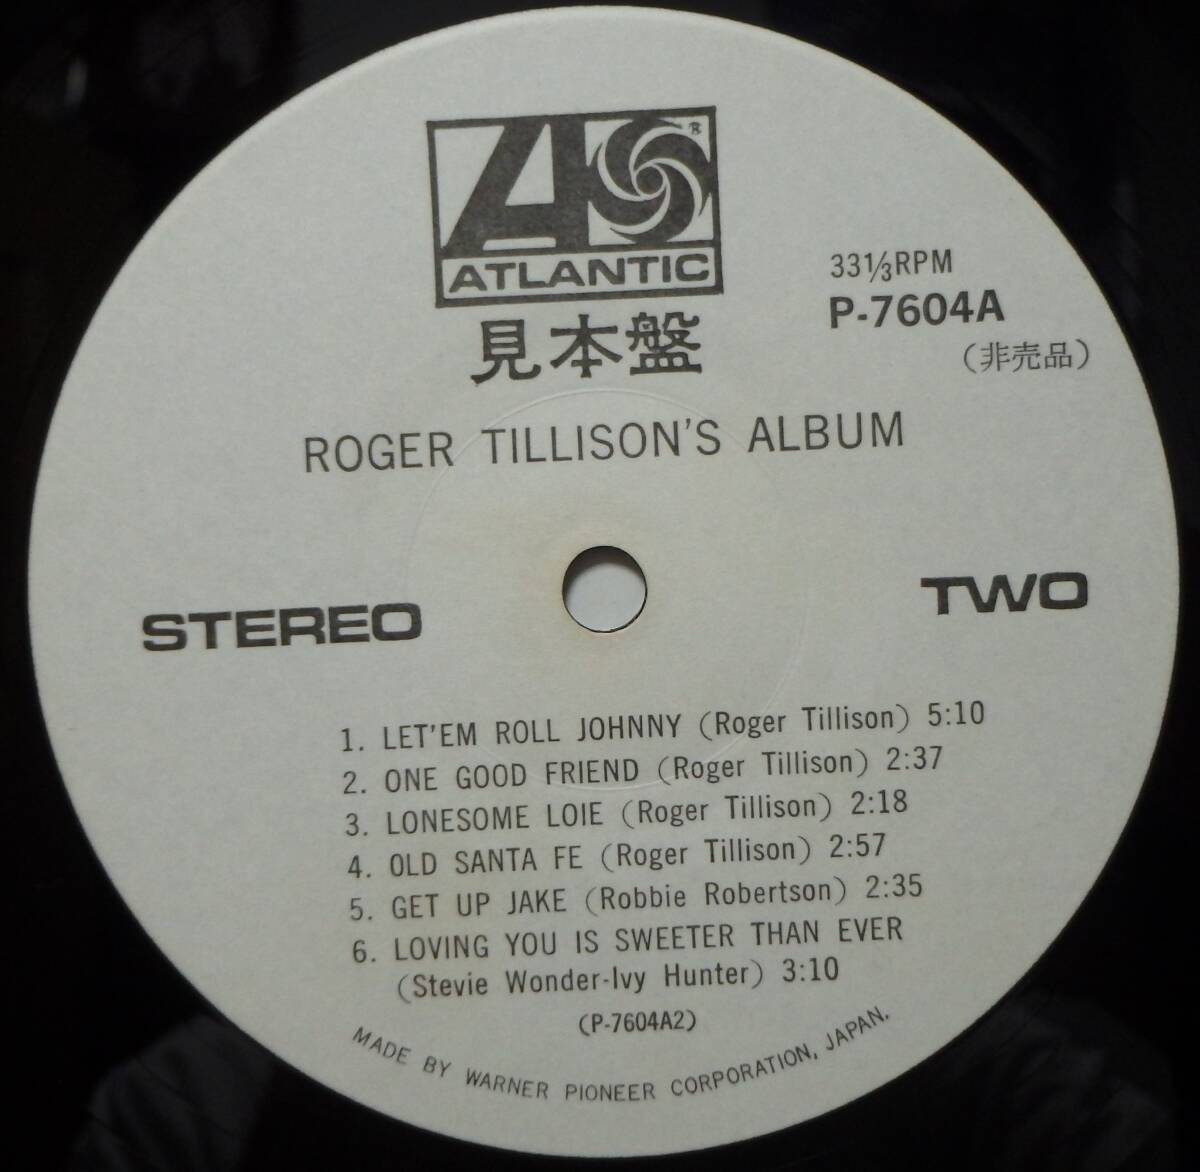 ®
ATLANTIC
見本盤
33⅓RPM
P-7604A
(非売品)
ROGER TILLISON'S ALBUM
STEREO
TWO
1. LET'EM ROLL JOHNNY (Roger Tillison) 5:10
2. ONE GOOD FRIEND (Roger Tillison) 2:37
3. LONESOME LOIE (Roger Tillison) 2:18
4. OLD SANTA FE (Roger Tillison) 2:57
5. GET UP JAKE (Robbie Robertson) 2:35
6. LOVING YOU IS SWEETER THAN EVER
(Stevie Wonder-Ivy Hunter) 3:10
(P-7604A2)
MADE BY WARNER PIONEER CORPORATION, JAPAN.